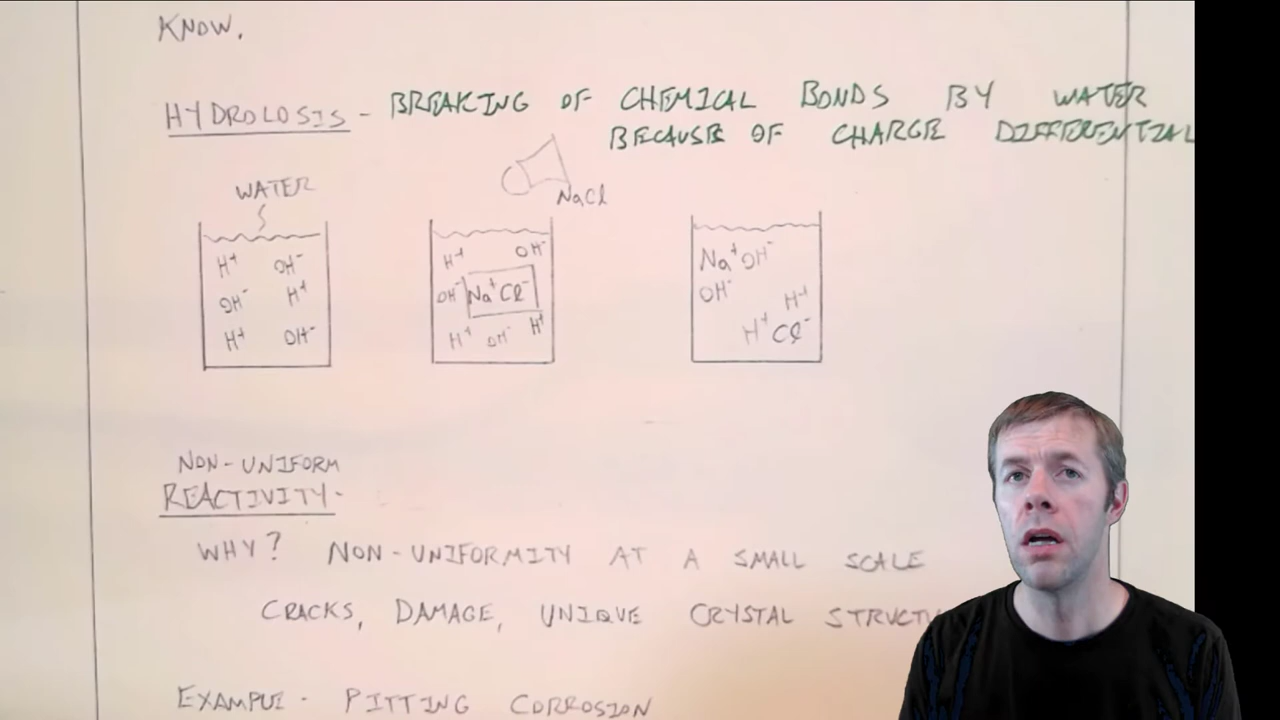 KNOW.
HYDROLOSIS - BREAKING OF CHEMICAL BONDS BY WATER
BECAUSE OF CHARGE DIFFERENTIAL
WATER
NaCl
H+ OH-
OH- H+
H+ OH-
H+ OH-
OH- Na+ Cl-
H+ OH- H+
Na+ OH-
OH- H+
H+ Cl-
NON-UNIFORM
REACTIVITY-
WHY? NON-UNIFORMITY AT A SMALL SCALE
CRACKS, DAMAGE, UNIQUE CRYSTAL
EXAMPLE - PITTING CORROSION